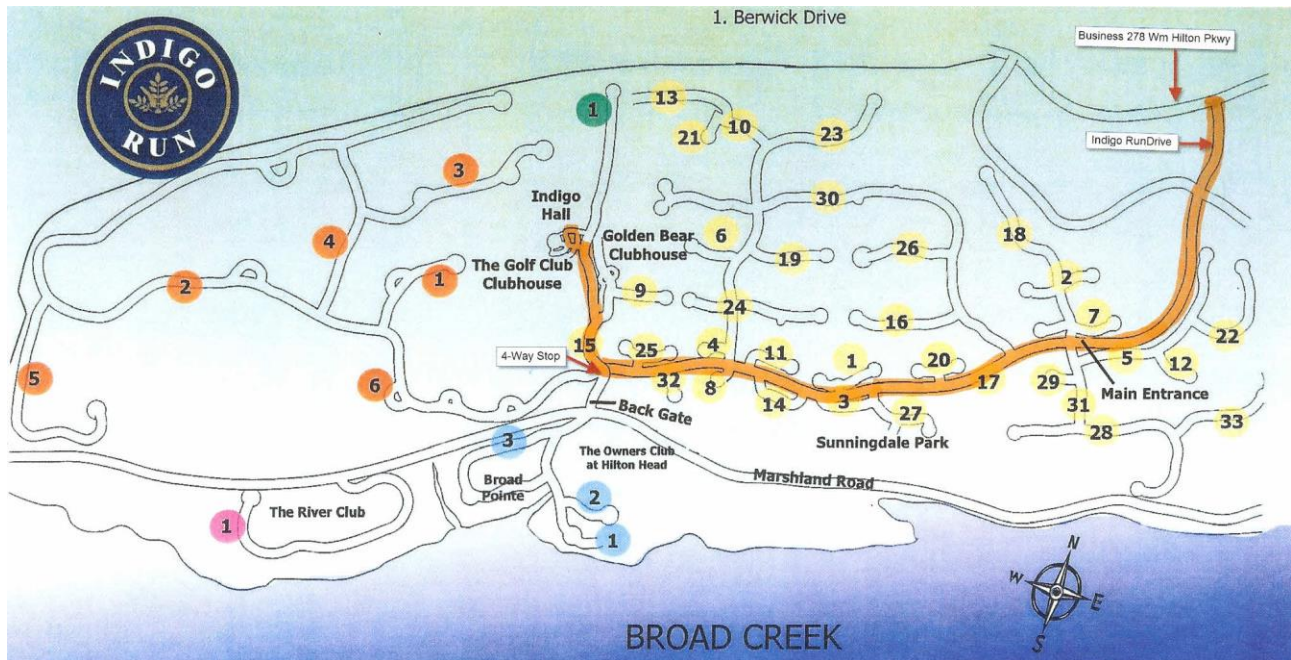 1. Berwick Drive
Business 278 Wm Hilton Pkwy
INDIGO
RUN
1
13
21
10
23
Indigo RunDrive
3
Indigo
Hall
30
4
Golden Bear
Clubhouse
6
19
26
18
The Golf Club
Clubhouse
1
2
9
2
24
16
7
22
15
4-Way Stop
25
4
11
1
20
5
12
5
6
32
8
14
3
17
29
Main Entrance
Back Gate
27
31
33
3
Sunningdale Park
28
The Owners Club
at Hilton Head
Broad
Pointe
Marshland Road
2
The River Club
1
1
N
W
E
S
BROAD CREEK